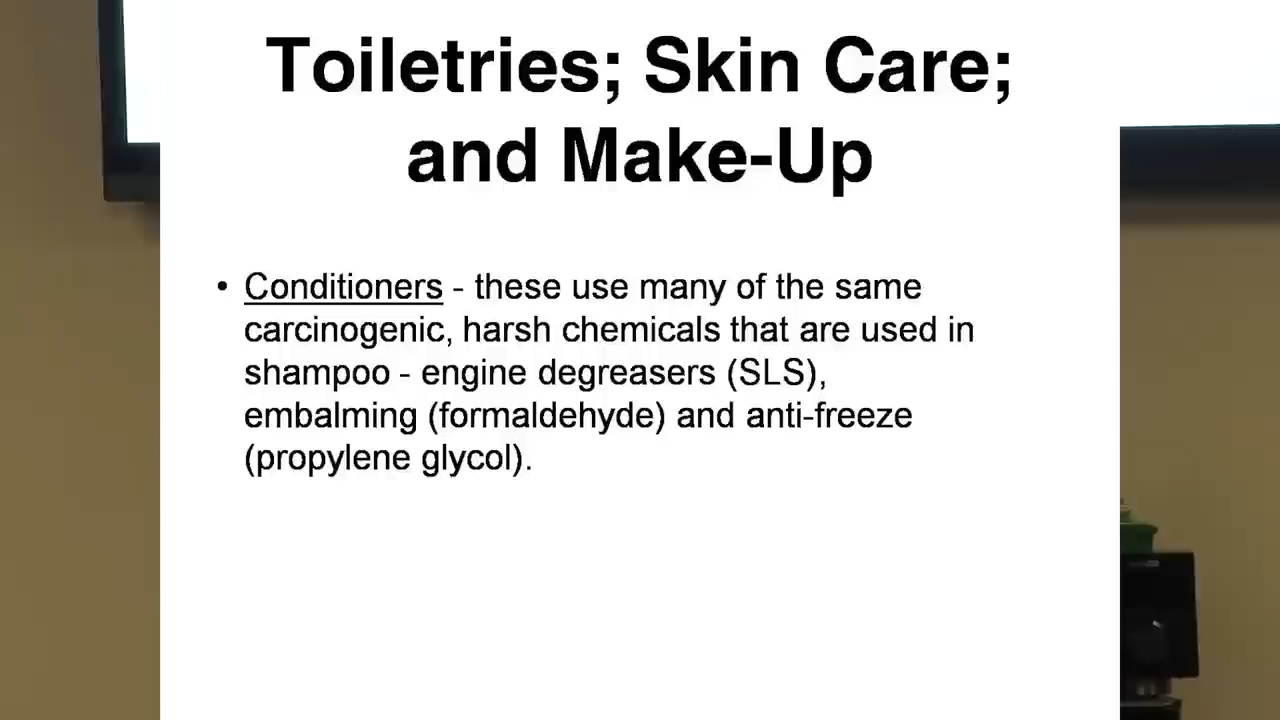 Toiletries; Skin Care;
and Make-Up
• Conditioners - these use many of the same
carcinogenic, harsh chemicals that are used in
shampoo - engine degreasers (SLS),
embalming (formaldehyde) and anti-freeze
(propylene glycol).